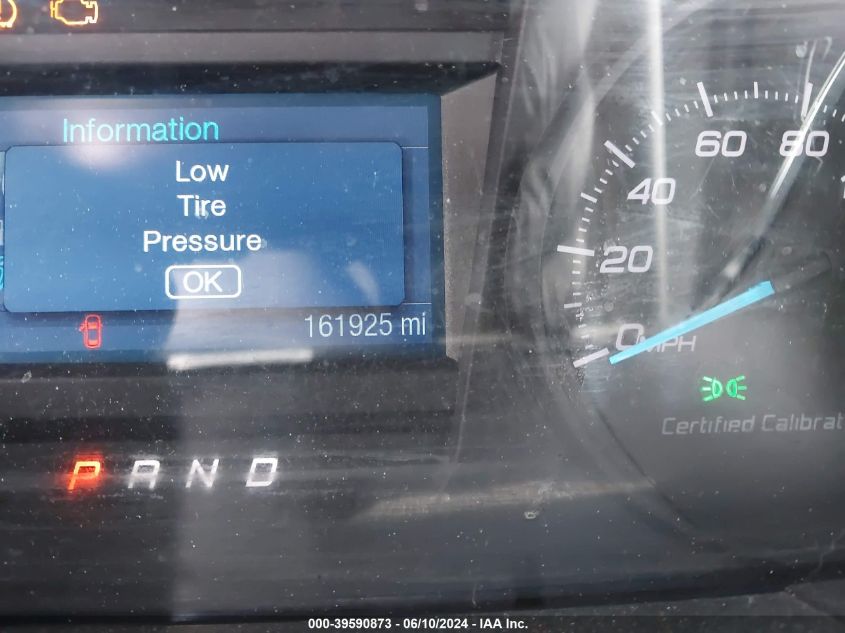 Information
Low
Tire
Pressure
OK
161925 mi
P A N D
0 MPH
20
40
60
80
Certified Calibrat
000-39590873 - 06/10/2024 - IAA Inc.